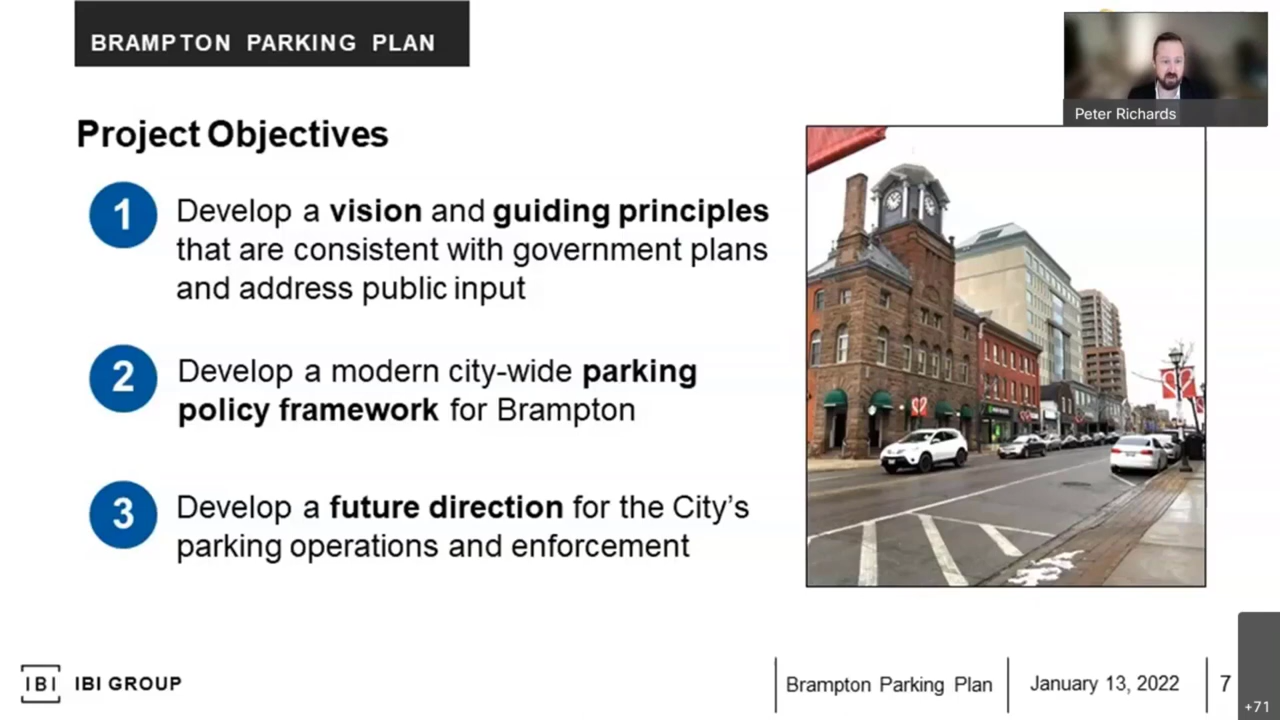 BRAMPTON PARKING PLAN
Peter Richards
Project Objectives
1
Develop a vision and guiding principles
that are consistent with government plans
and address public input
2
Develop a modern city-wide parking
policy framework for Brampton
3
Develop a future direction for the City's
parking operations and enforcement
IBI
IBI GROUP
Brampton Parking Plan
January 13, 2022
7
+71